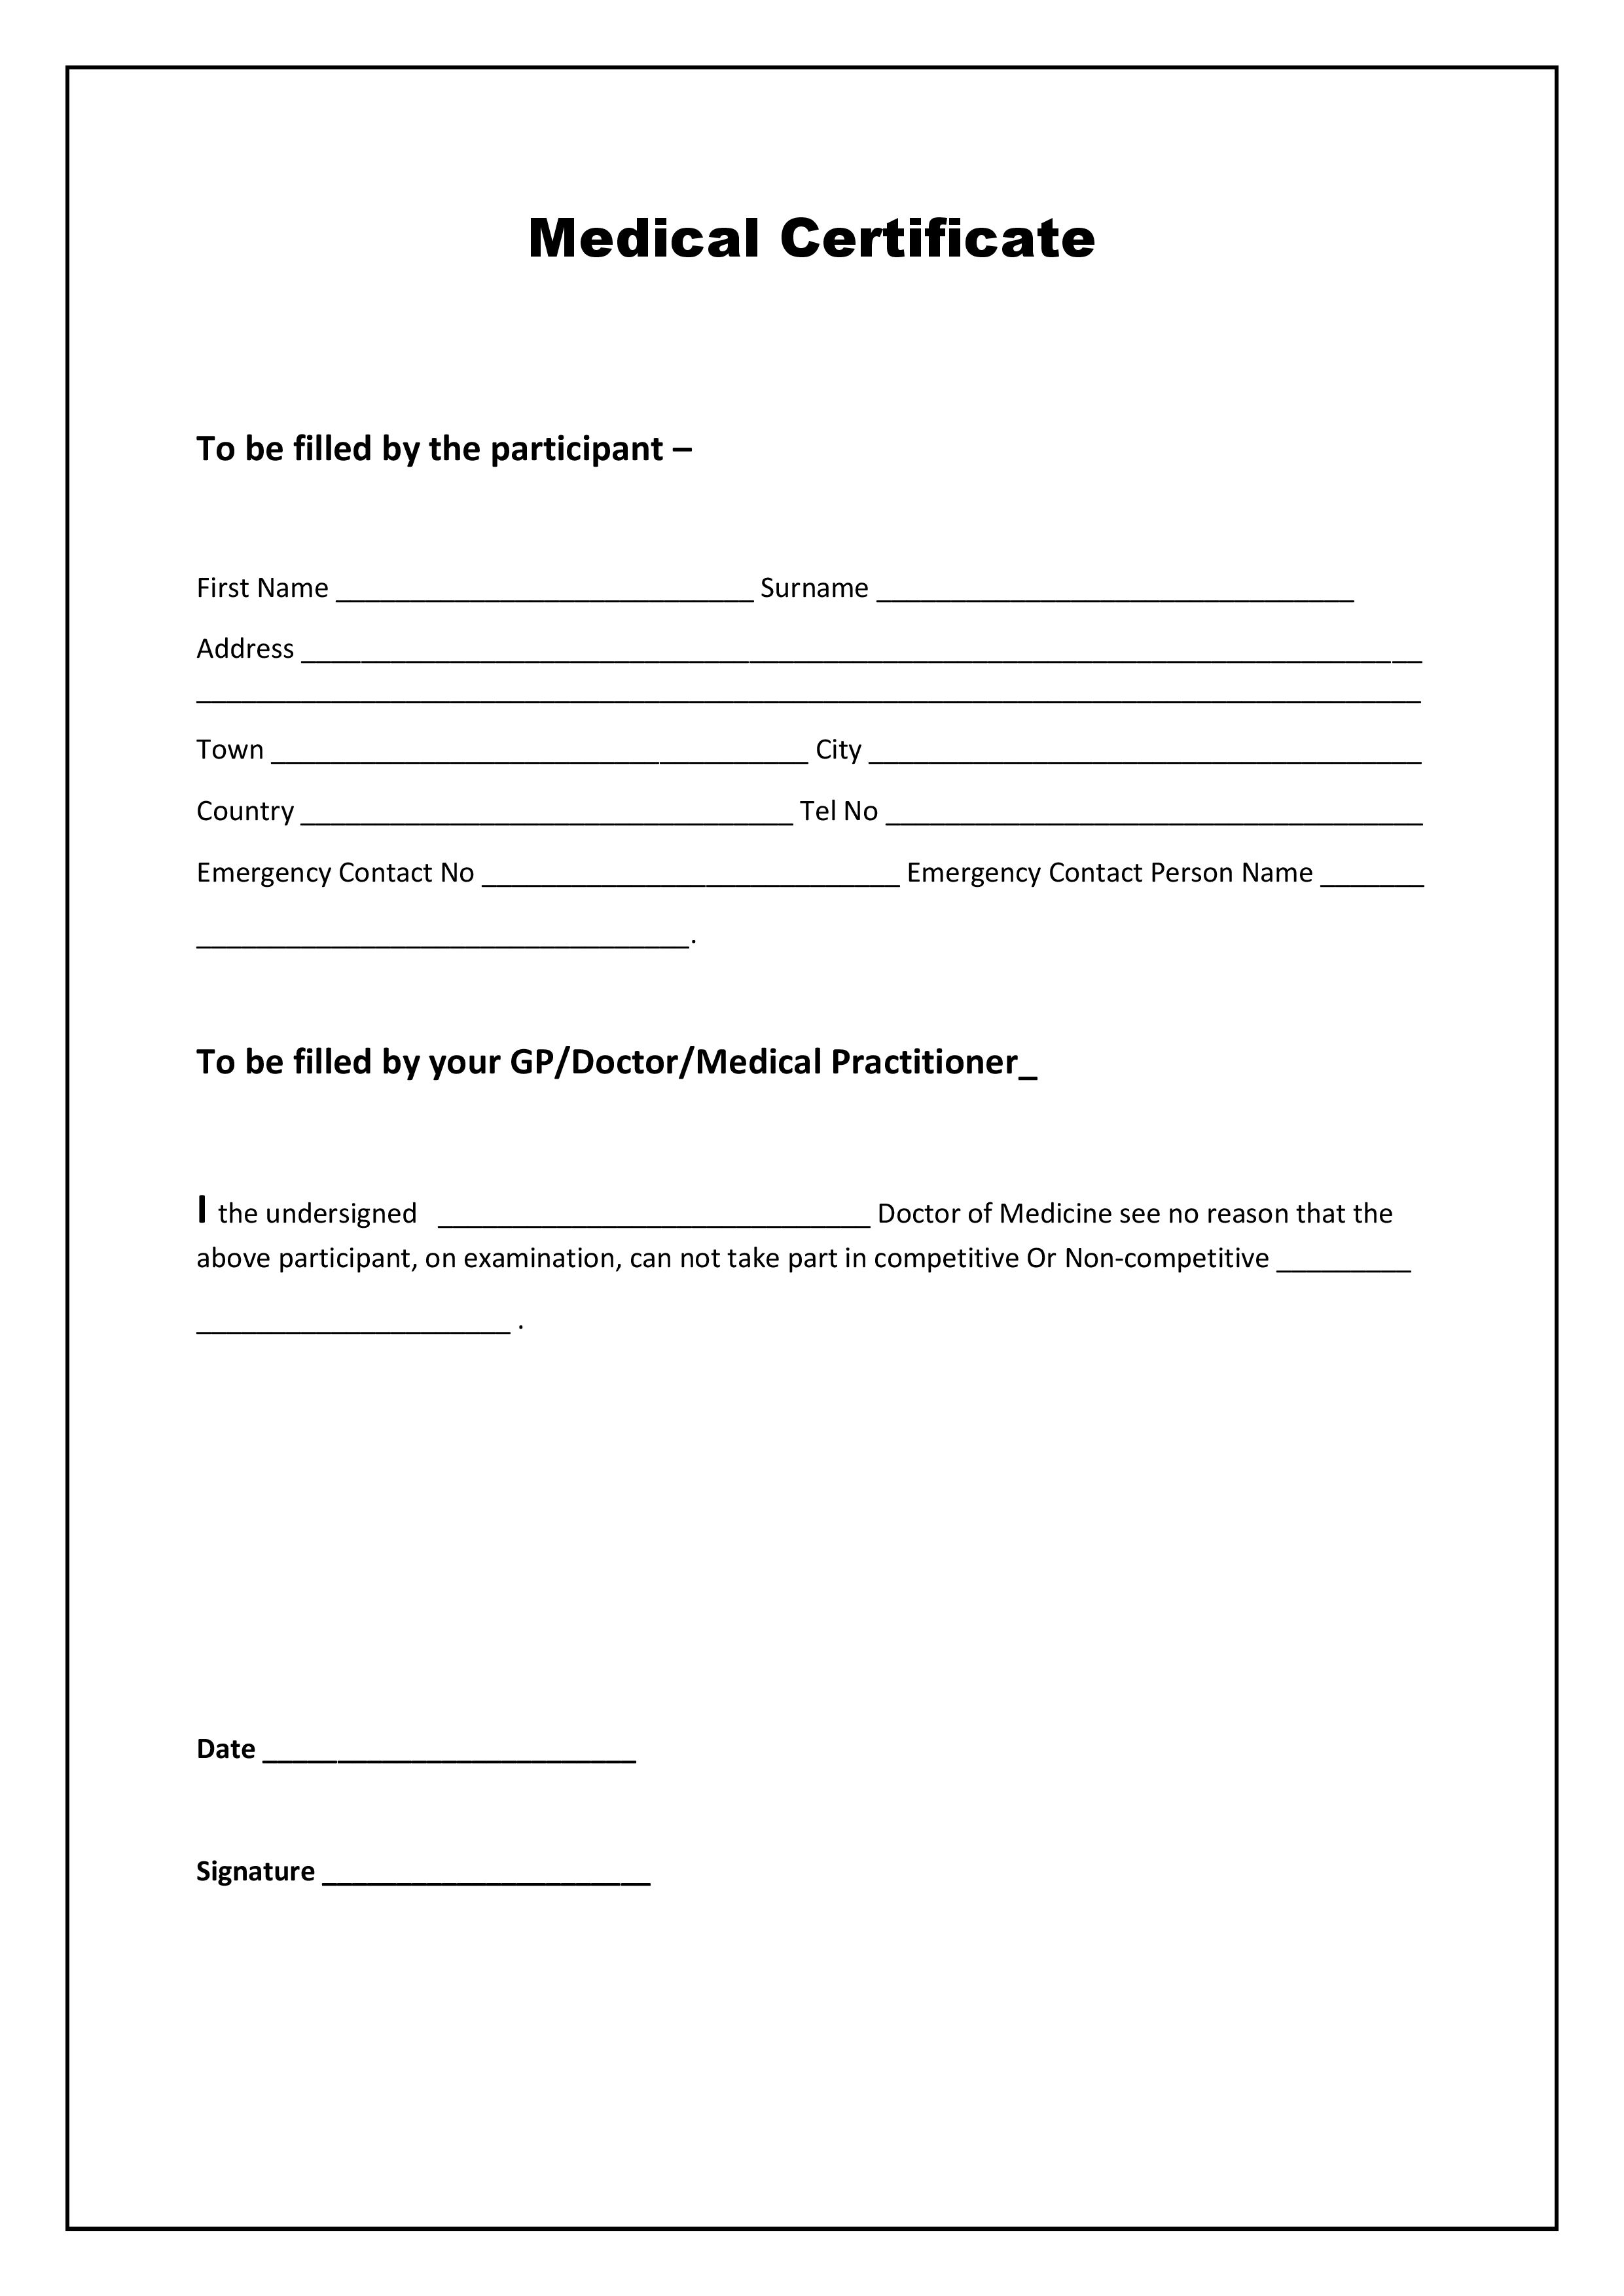 Medical Certificate
To be filled by the participant –
First Name ____________________________ Surname ________________________________
Address ___________________________________________________________________________
__________________________________________________________________________________
Town ____________________________________ City _____________________________________
Country _________________________________ Tel No ____________________________________
Emergency Contact No ____________________________ Emergency Contact Person Name _______
_________________________________.
To be filled by your GP/Doctor/Medical Practitioner_
I the undersigned _____________________________ Doctor of Medicine see no reason that the
above participant, on examination, can not take part in competitive Or Non-competitive _________
_____________________ .
Date _________________________
Signature ______________________